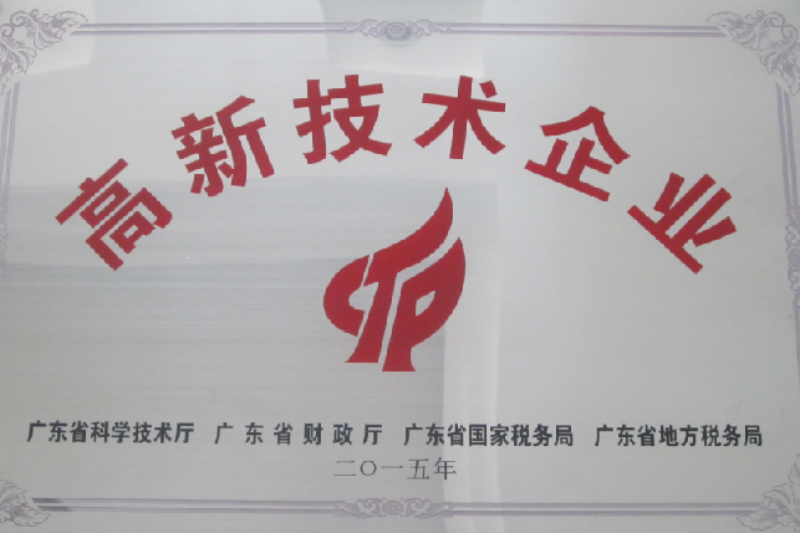 高新技术企业
广东省科学技术厅 广东省财政厅 广东省国家税务局 广东省地方税务局
二〇一五年